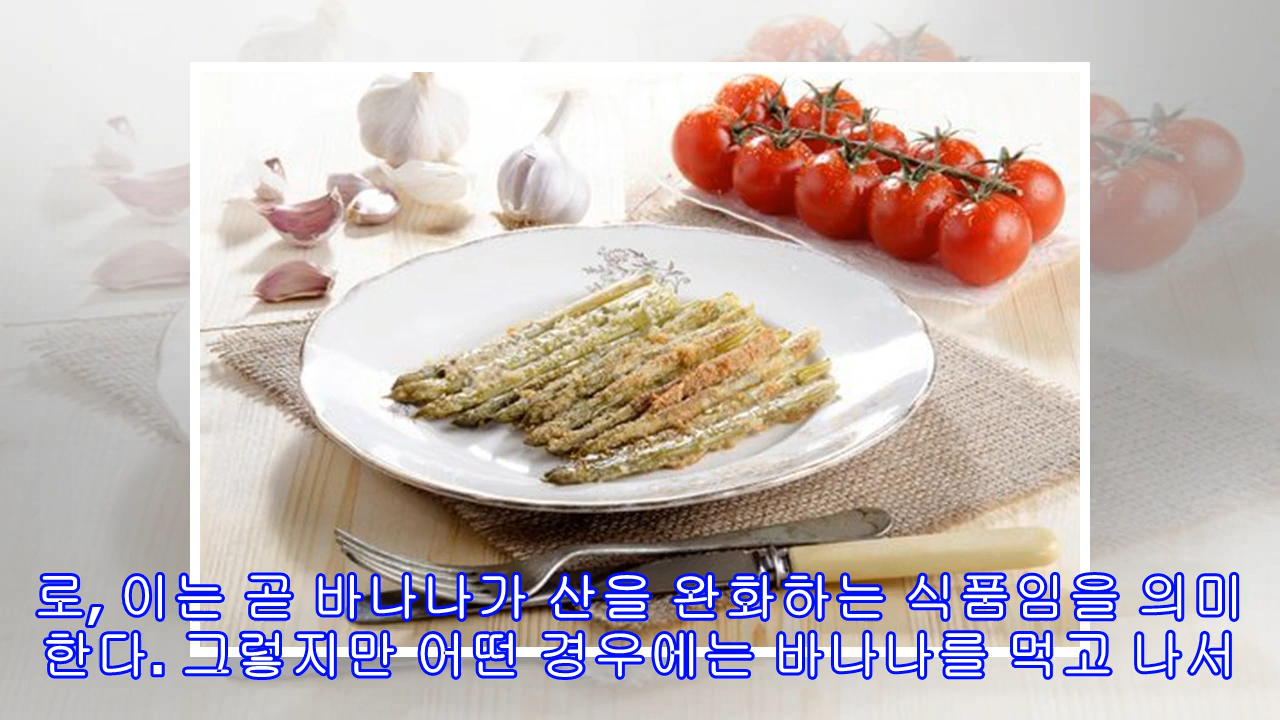 로, 이는 곧 바나나가 산을 완화하는 식품임을 의미
한다. 그렇지만 어떤 경우에는 바나나를 먹고 나서